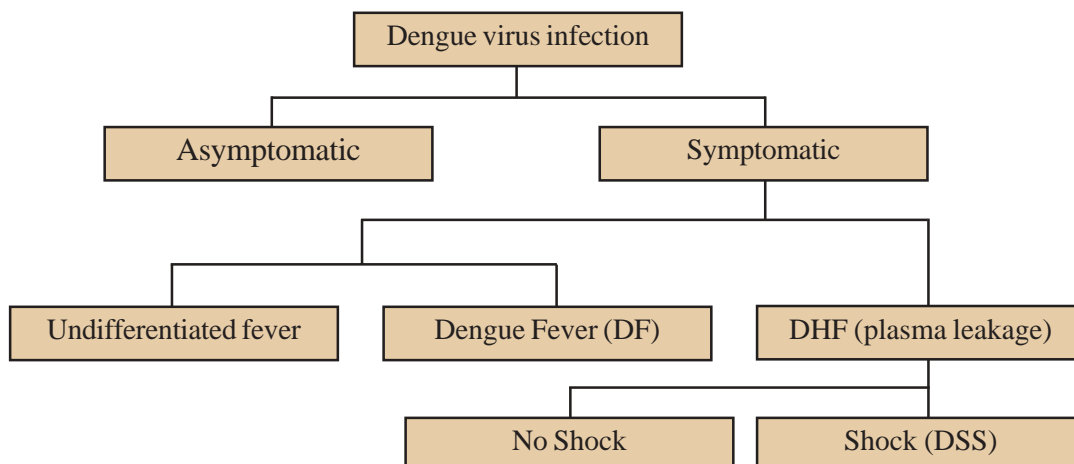 Dengue virus infection
Asymptomatic
Symptomatic
Undifferentiated fever
Dengue Fever (DF)
DHF (plasma leakage)
No Shock
Shock (DSS)